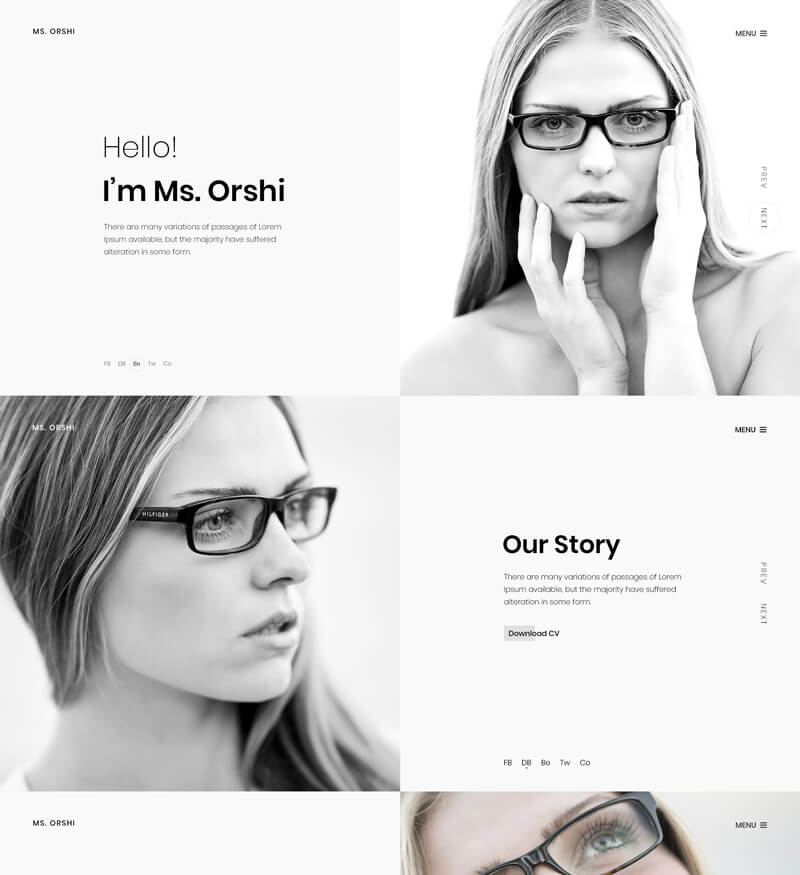 MS. ORSHI
MENU
Hello!
I'm Ms. Orshi
There are many variations of passages of Lorem
Ipsum available, but the majority have suffered
alteration in some form.
PREV
NEXT
FB DB Be Tw Co
MS. ORSHI
MENU
HILFIGER
Our Story
There are many variations of passages of Lorem
Ipsum available, but the majority have suffered
alteration in some form.
Download CV
PREV
NEXT
FB DB Be Tw Co
MS. ORSHI
MENU